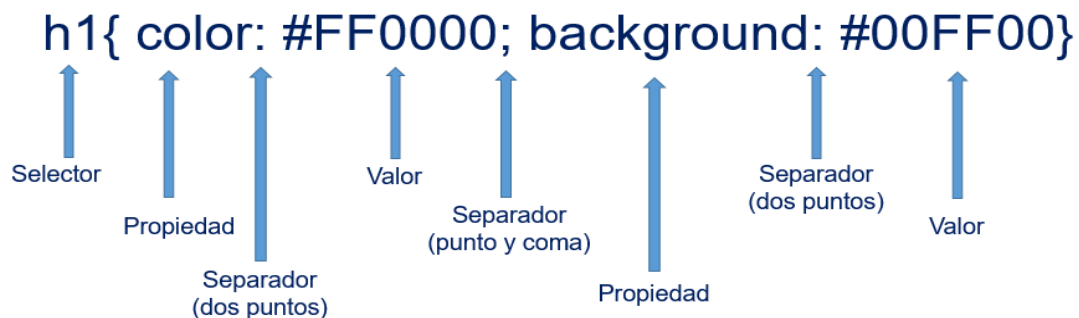 h1{ color: #FF0000; background: #00FF00}
Selector
Propiedad
Separador
(dos puntos)
Valor
Separador
(punto y coma)
Propiedad
Separador
(dos puntos)
Valor